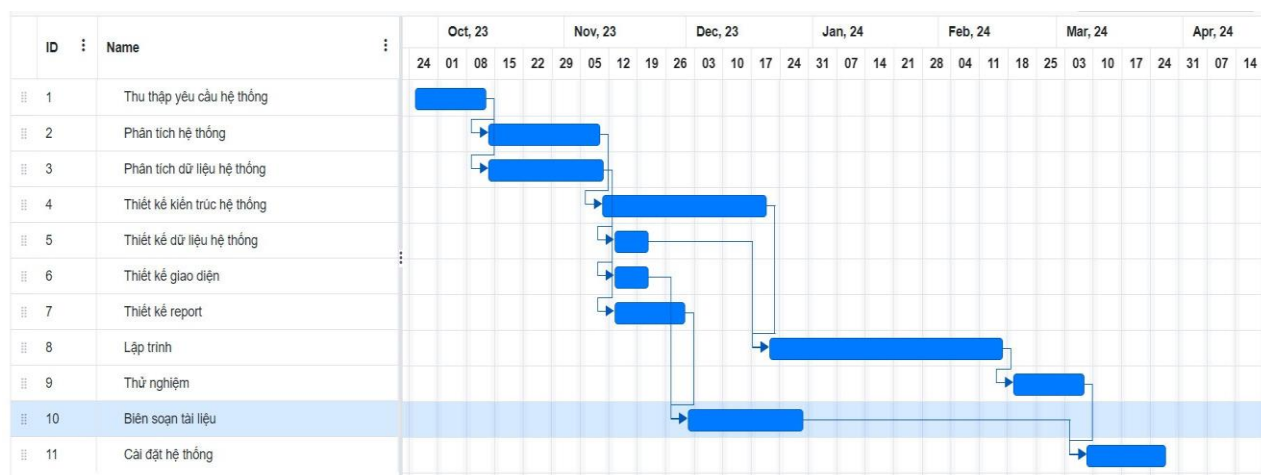 ID Name
Oct, 23 Nov, 23 Dec, 23 Jan, 24 Feb, 24 Mar, 24 Apr, 24
24 01 08 15 22 29 05 12 19 26 03 10 17 24 31 07 14 21 28 04 11 18 25 03 10 17 24 31 07 14
1 Thu thập yêu cầu hệ thống
2 Phân tích hệ thống
3 Phân tích dữ liệu hệ thống
4 Thiết kế kiến trúc hệ thống
5 Thiết kế dữ liệu hệ thống
6 Thiết kế giao diện
7 Thiết kế report
8 Lập trình
9 Thử nghiệm
10 Biên soạn tài liệu
11 Cài đặt hệ thống